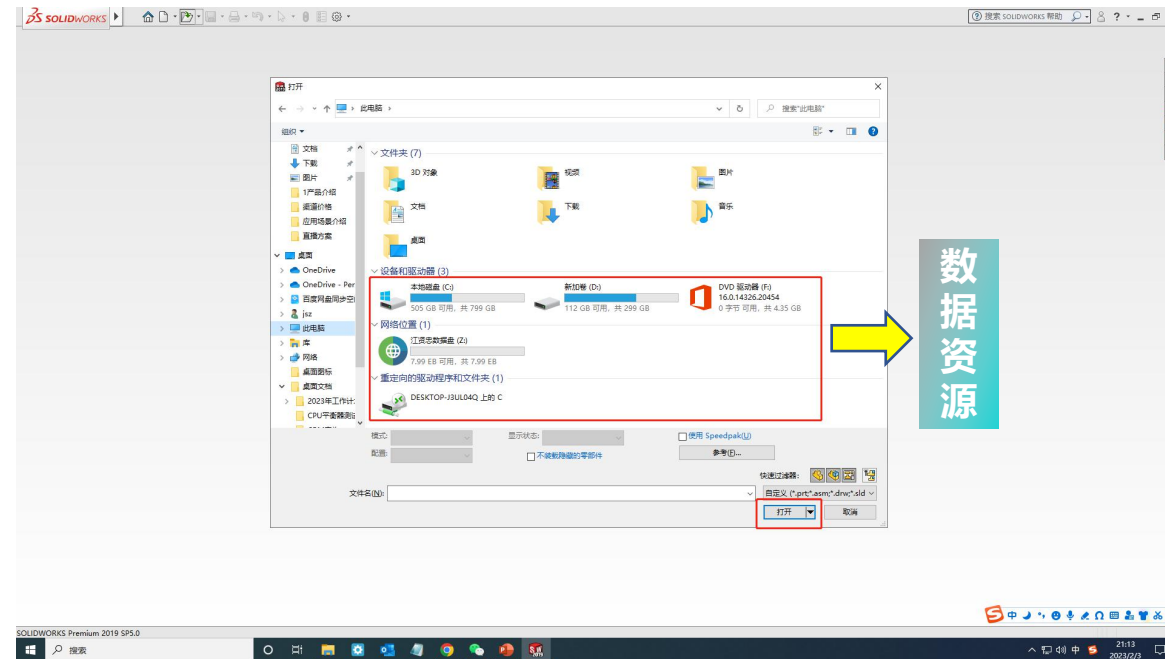 SOLIDWORKS
搜索 SOLIDWORKS 帮助
打开
此电脑
搜索"此电脑"
组织
文档
下载
图片
1产品介绍
渠道价格
应用场景介绍
直播方案
桌面
OneDrive
OneDrive - Per
百度网盘同步空间
jsz
此电脑
库
网络
桌面图标
桌面文档
2023年工作计
CPU平衡器测试
文件夹 (7)
3D 对象
视频
图片
文档
下载
音乐
桌面
设备和驱动器 (3)
本地磁盘 (C:)
505 GB 可用, 共 799 GB
新加卷 (D:)
112 GB 可用, 共 299 GB
DVD 驱动器 (F:)
16.0.14326.20454
0 字节 可用, 共 4.35 GB
网络位置 (1)
江贤志数据盘 (Z:)
7.99 EB 可用, 共 7.99 EB
重定向的驱动程序和文件夹 (1)
DESKTOP-J3UL04Q 上的 C
模式:
显示状态:
使用 Speedpak(U)
配置:
不装载隐藏的零部件
参考(F)...
快速过滤器:
文件名(N):
自定义 (*.prt;*.asm;*.drw;*.sld
打开
取消
数
据
资
源
中
SOLIDWORKS Premium 2019 SP5.0
搜索
中
21:13
2023/2/3